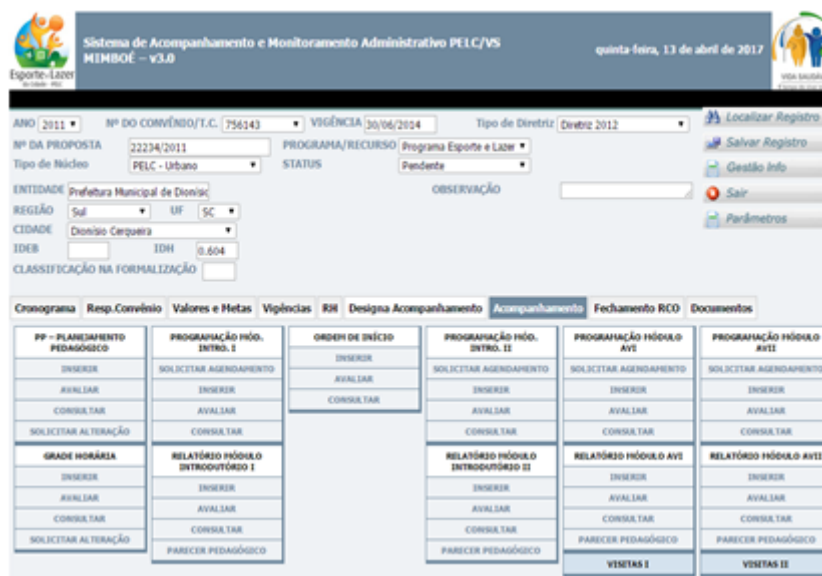 Esporte e Lazer
da Cidade - PELC
Sistema de Acompanhamento e Monitoramento Administrativo PELC/VS
MIMBOÉ – v3.0
quinta-feira, 13 de abril de 2017
VIDA SAUDÁV
ANO 2011 Nº DO CONVÊNIO/T.C. 756143 VIGÊNCIA 30/06/2014 Tipo de Diretriz Diretriz 2012
Nº DA PROPOSTA 22234/2011 PROGRAMA/RECURSO Programa Esporte e Lazer
Tipo de Núcleo PELC - Urbano STATUS Pendente
ENTIDADE Prefeitura Municipal de Dionísic OBSERVAÇÃO
REGIÃO Sul UF SC
CIDADE Dionísio Cerqueira
IDEB IDH 0.604
CLASSIFICAÇÃO NA FORMALIZAÇÃO
Localizar Registro
Salvar Registro
Gestão Info
Sair
Parâmetros
Cronograma Resp.Convênio Valores e Metas Vigências RH Designa Acompanhamento Acompanhamento Fechamento RCO Documentos
PP – PLANEJAMENTO
PEDAGÓGICO
INSERIR
AVALIAR
CONSULTAR
SOLICITAR ALTERAÇÃO
GRADE HORÁRIA
INSERIR
AVALIAR
CONSULTAR
SOLICITAR ALTERAÇÃO
PROGRAMAÇÃO MÓD.
INTRO. I
SOLICITAR AGENDAMENTO
INSERIR
AVALIAR
CONSULTAR
RELATÓRIO MÓDULO
INTRODUTÓRIO I
INSERIR
AVALIAR
CONSULTAR
PARECER PEDAGÓGICO
ORDEM DE INÍCIO
INSERIR
AVALIAR
CONSULTAR
PROGRAMAÇÃO MÓD.
INTRO. II
SOLICITAR AGENDAMENTO
INSERIR
AVALIAR
CONSULTAR
RELATÓRIO MÓDULO
INTRODUTÓRIO II
INSERIR
AVALIAR
CONSULTAR
PARECER PEDAGÓGICO
PROGRAMAÇÃO MÓDULO
AVI
SOLICITAR AGENDAMENTO
INSERIR
AVALIAR
CONSULTAR
RELATÓRIO MÓDULO AVI
INSERIR
AVALIAR
CONSULTAR
PARECER PEDAGÓGICO
VISITAS I
PROGRAMAÇÃO MÓDULO
AVII
SOLICITAR AGENDAMENTO
INSERIR
AVALIAR
CONSULTAR
RELATÓRIO MÓDULO AVII
INSERIR
AVALIAR
CONSULTAR
PARECER PEDAGÓGICO
VISITAS II